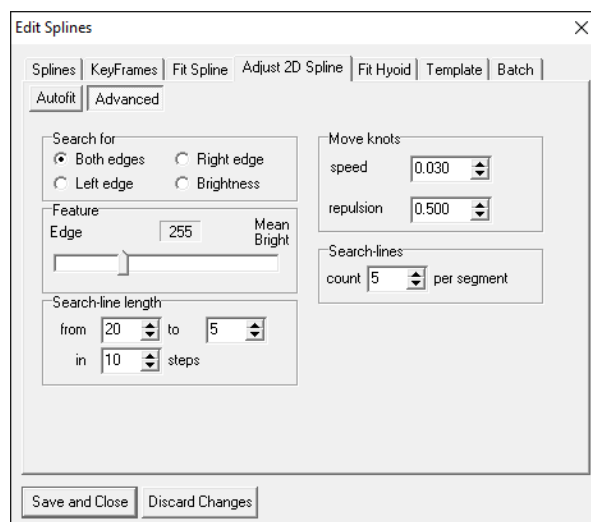 Edit Splines
Splines KeyFrames Fit Spline Adjust 2D Spline Fit Hyoid Template Batch
Autofit Advanced
Search for
Both edges Right edge
Left edge Brightness
Feature
Edge 255 Mean Bright
Search-line length
from 20 to 5
in 10 steps
Move knots
speed 0.030
repulsion 0.500
Search-lines
count 5 per segment
Save and Close Discard Changes